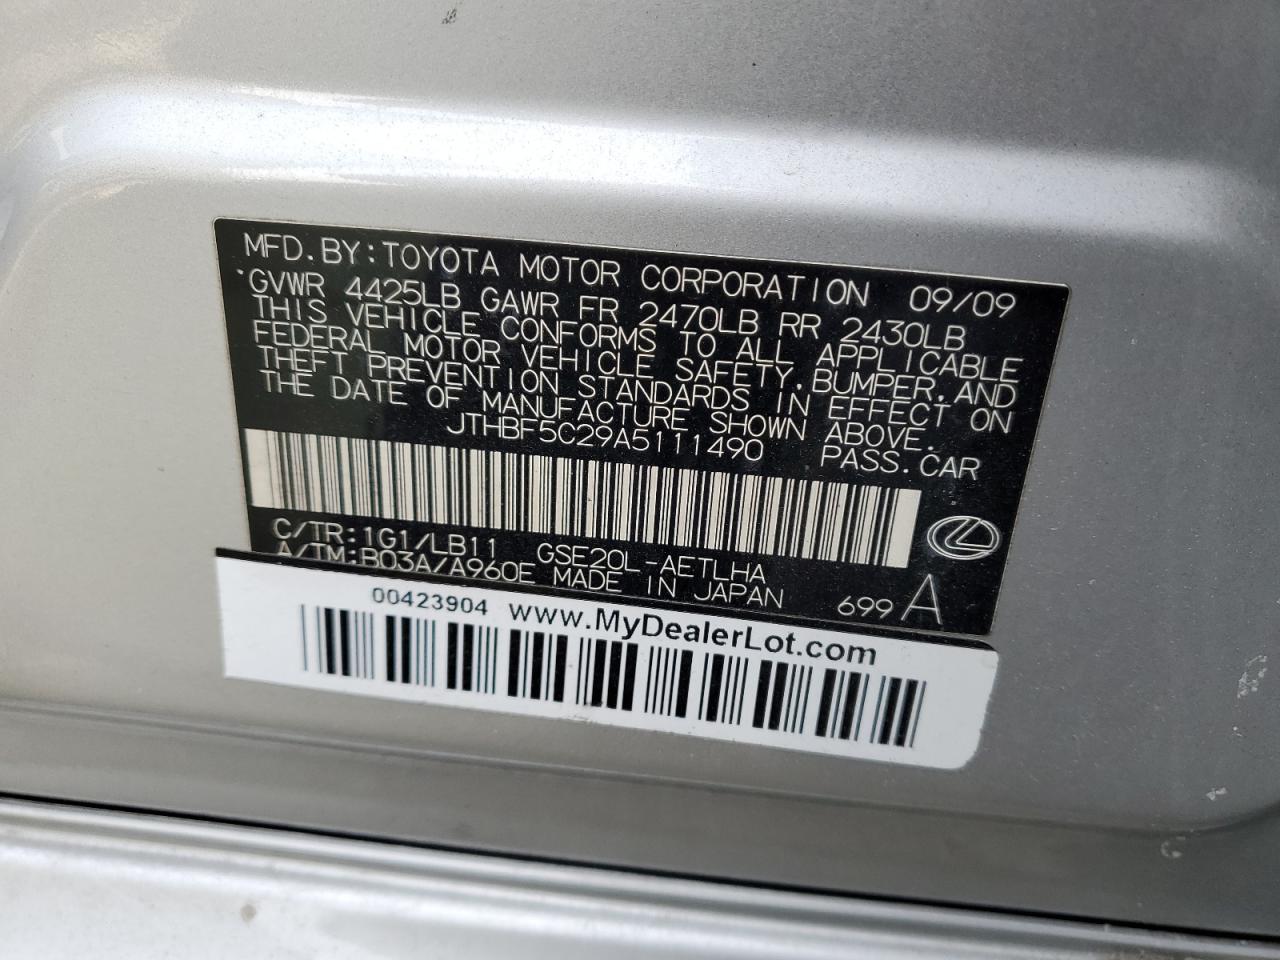 MFD. BY: TOYOTA MOTOR CORPORATION 09/09
GVWR 4425LB GAWR FR 2470LB RR 2430LB
THIS VEHICLE CONFORMS TO ALL APPLICABLE
FEDERAL MOTOR VEHICLE SAFETY, BUMPER, AND
THEFT PREVENTION STANDARDS IN EFFECT ON
THE DATE OF MANUFACTURE SHOWN ABOVE.
JTHBF5C29A5111490 PASS. CAR
C/TR: 1G1/LB11 GSE20L-AETLHA
A/TM: B03A/A960E MADE IN JAPAN 699 A
00423904 www.MyDealerLot.com